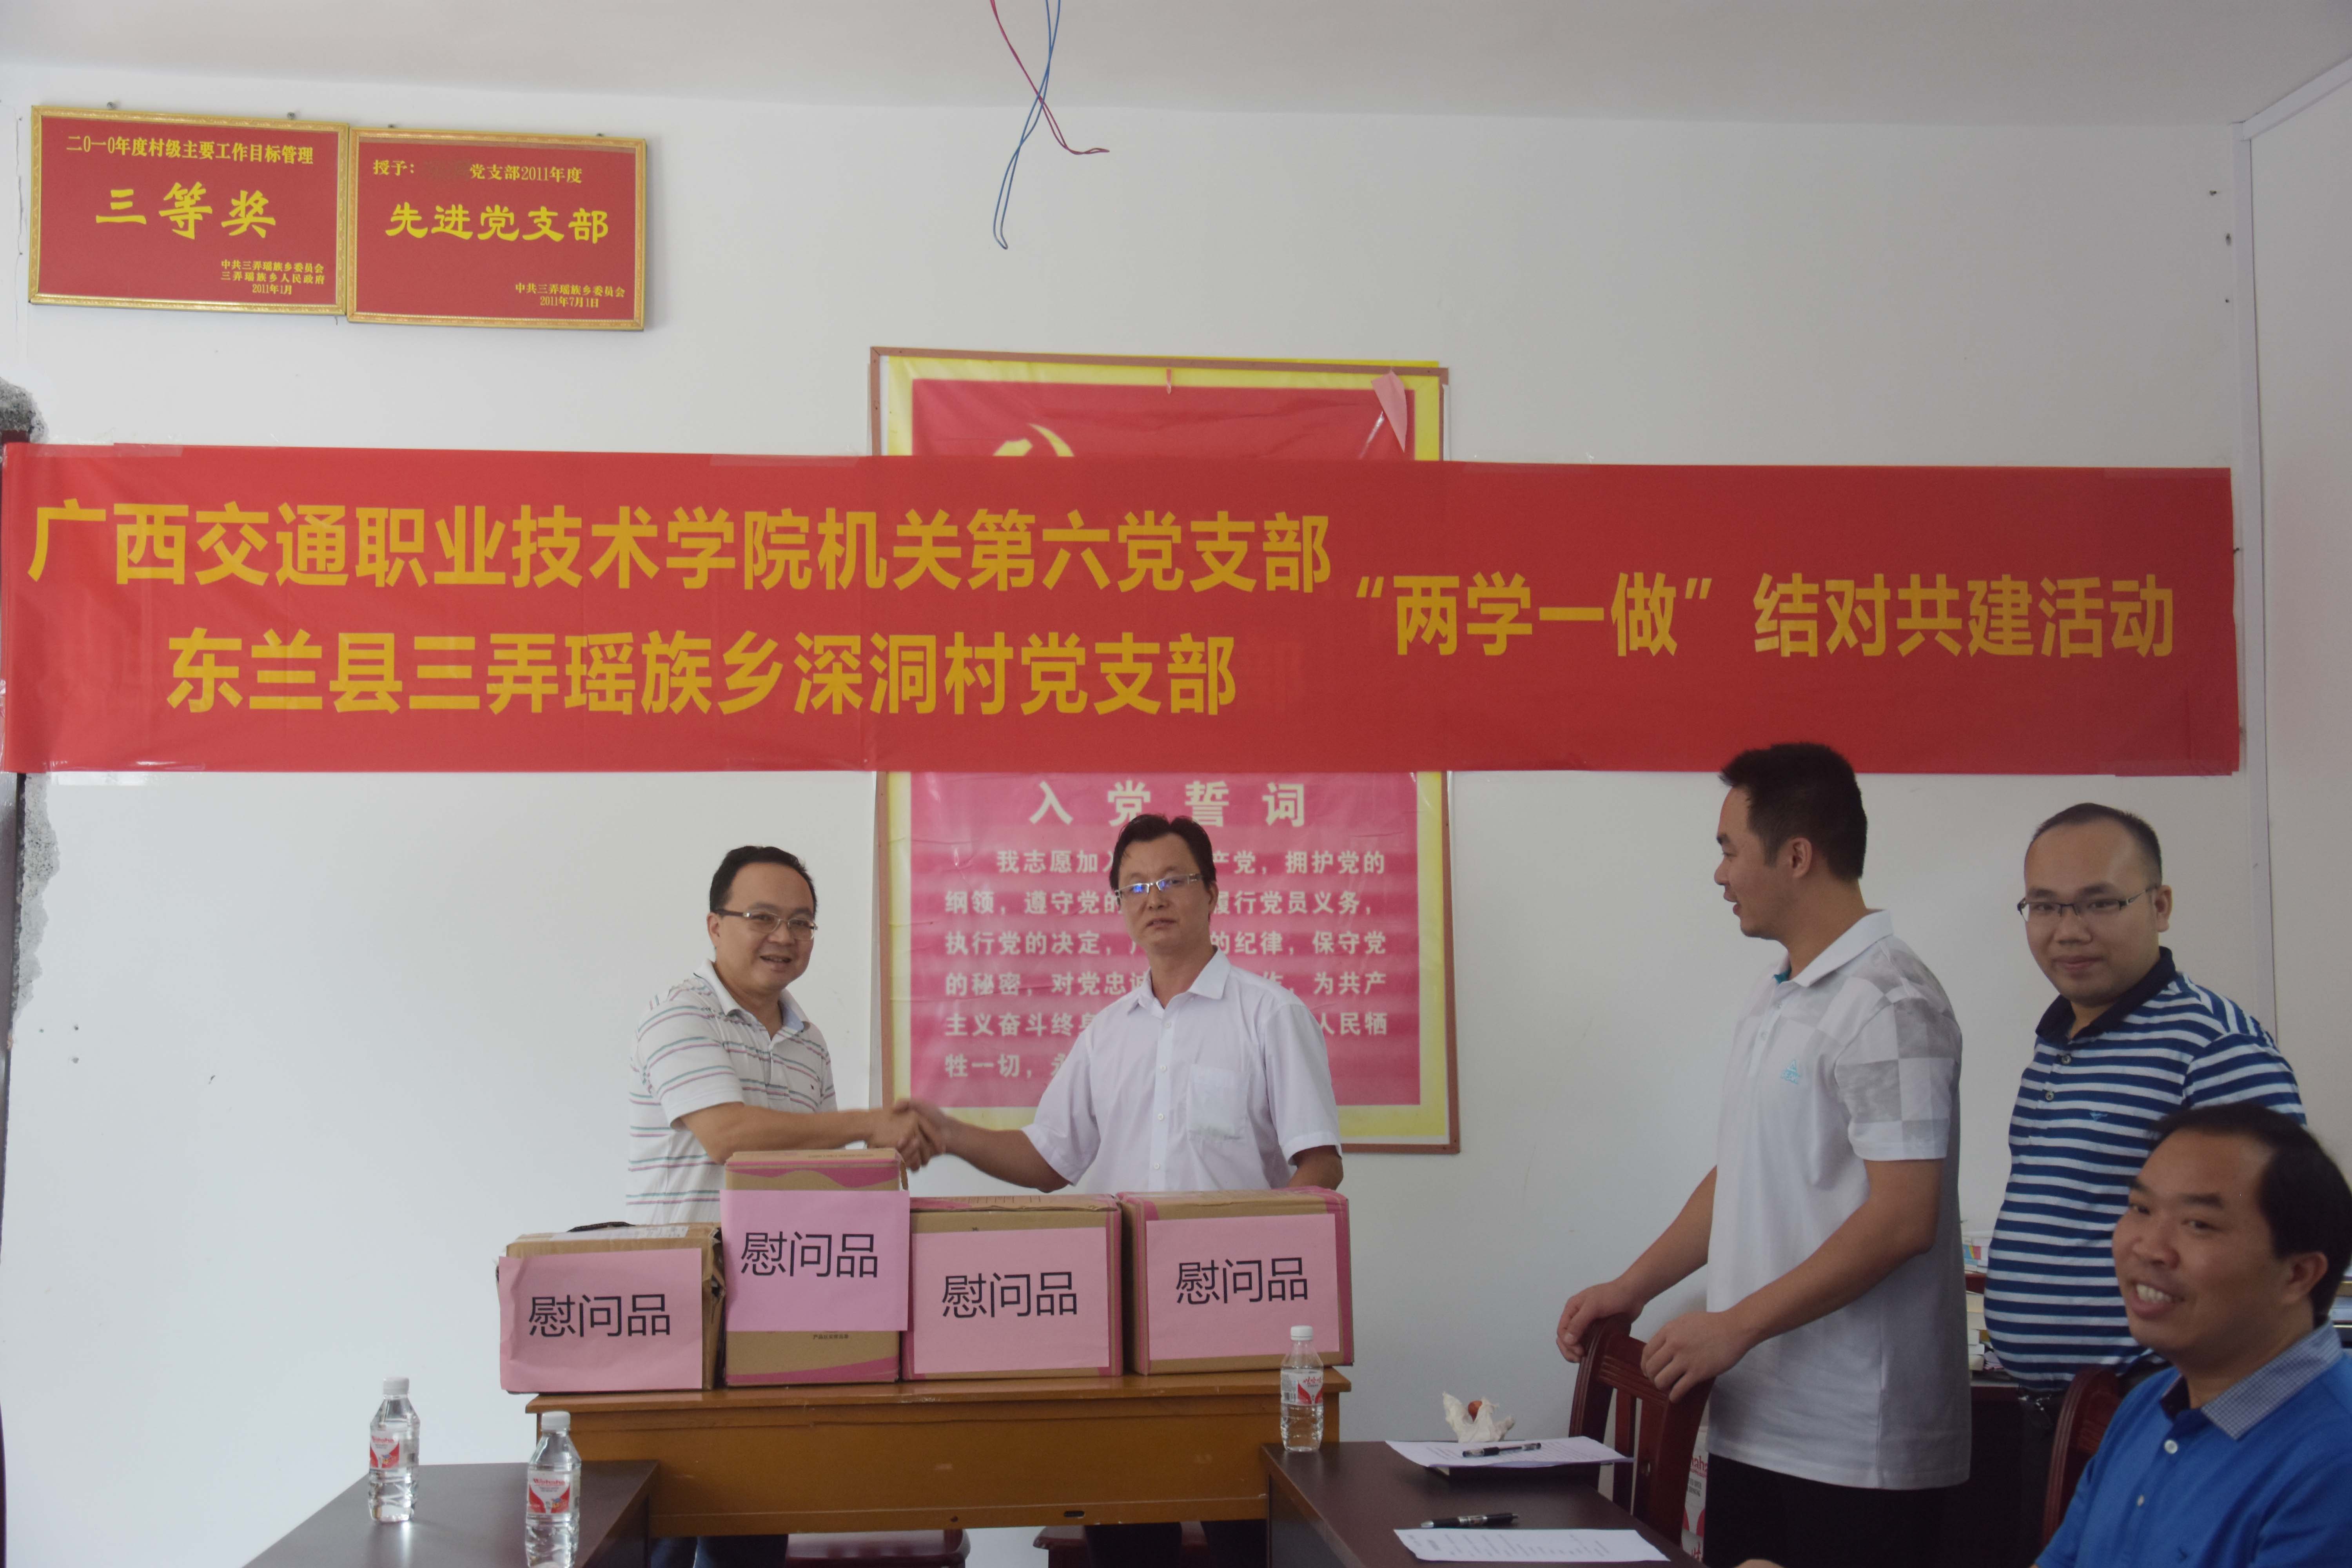 二0一0年度村级主要工作目标管理
三等奖
中共三弄瑶族乡委员会
三弄瑶族乡人民政府
2011年1月
授予： 党支部2011年度
先进党支部
中共三弄瑶族乡委员会
2011年7月1日
广西交通职业技术学院机关第六党支部
东兰县三弄瑶族乡深洞村党支部
“两学一做”结对共建活动
入党誓词
我志愿加 产党，拥护党的
纲领，遵守党的 履行党员义务，
执行党的决定， 的纪律，保守党
的秘密，对党忠诚 ，为共产
主义奋斗终身 人民牺
牲一切，
慰问品
慰问品
慰问品
慰问品